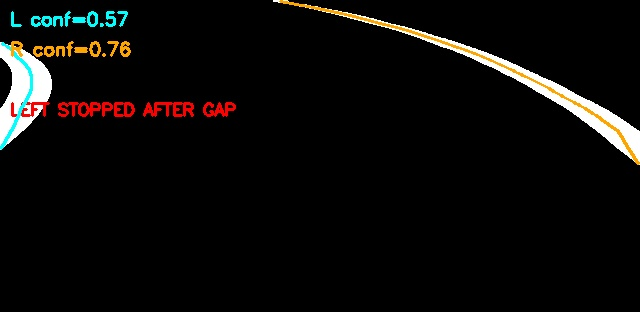 L conf=0.57
R conf=0.76
LEFT STOPPED AFTER GAP